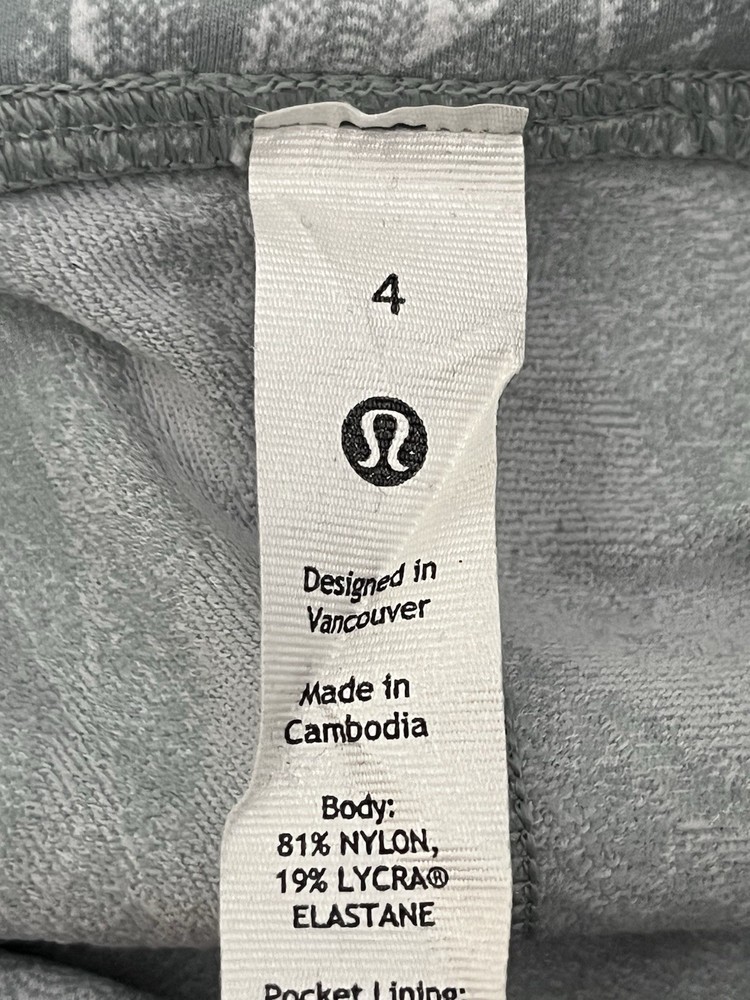 4
Designed in
Vancouver
Made in
Cambodia
Body:
81% NYLON,
19% LYCRA®
ELASTANE
Pocket Lining: